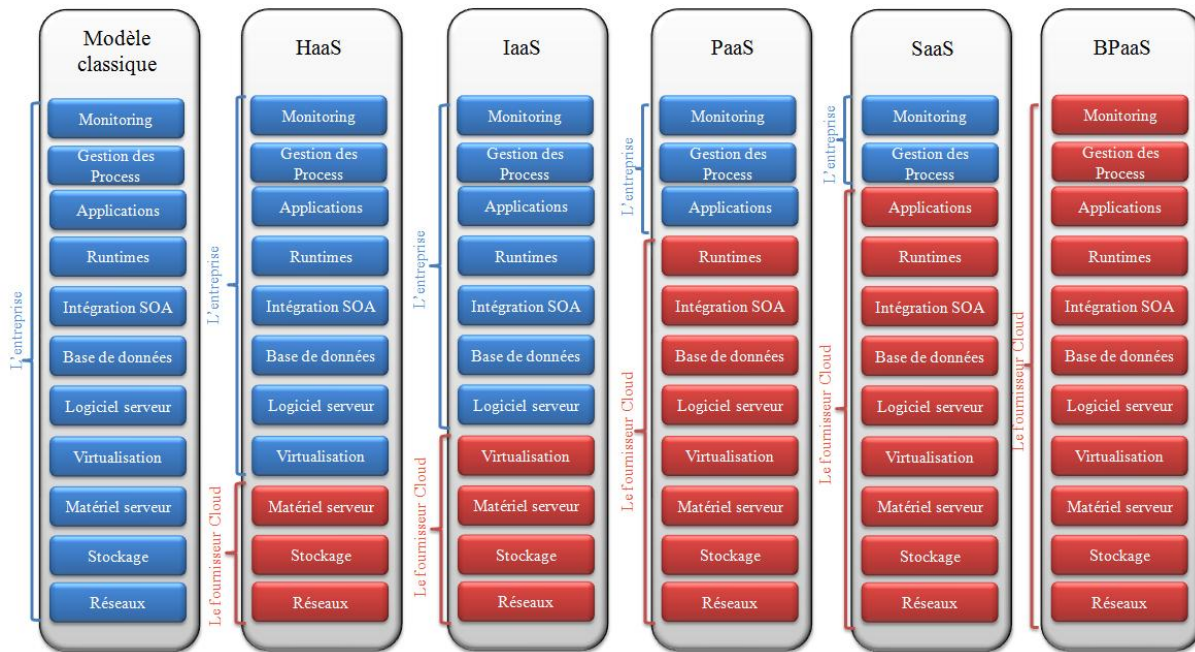 Modèle
classique
L'entreprise
Monitoring
Gestion des
Process
Applications
Runtimes
Intégration SOA
Base de données
Logiciel serveur
Virtualisation
Matériel serveur
Stockage
Réseaux
HaaS
L'entreprise
Le fournisseur Cloud
Monitoring
Gestion des
Process
Applications
Runtimes
Intégration SOA
Base de données
Logiciel serveur
Virtualisation
Matériel serveur
Stockage
Réseaux
IaaS
L'entreprise
Le fournisseur Cloud
Monitoring
Gestion des
Process
Applications
Runtimes
Intégration SOA
Base de données
Logiciel serveur
Virtualisation
Matériel serveur
Stockage
Réseaux
PaaS
L'entreprise
Le fournisseur Cloud
Monitoring
Gestion des
Process
Applications
Runtimes
Intégration SOA
Base de données
Logiciel serveur
Virtualisation
Matériel serveur
Stockage
Réseaux
SaaS
L'entreprise
Le fournisseur Cloud
Monitoring
Gestion des
Process
Applications
Runtimes
Intégration SOA
Base de données
Logiciel serveur
Virtualisation
Matériel serveur
Stockage
Réseaux
BPaaS
Le fournisseur Cloud
Monitoring
Gestion des
Process
Applications
Runtimes
Intégration SOA
Base de données
Logiciel serveur
Virtualisation
Matériel serveur
Stockage
Réseaux